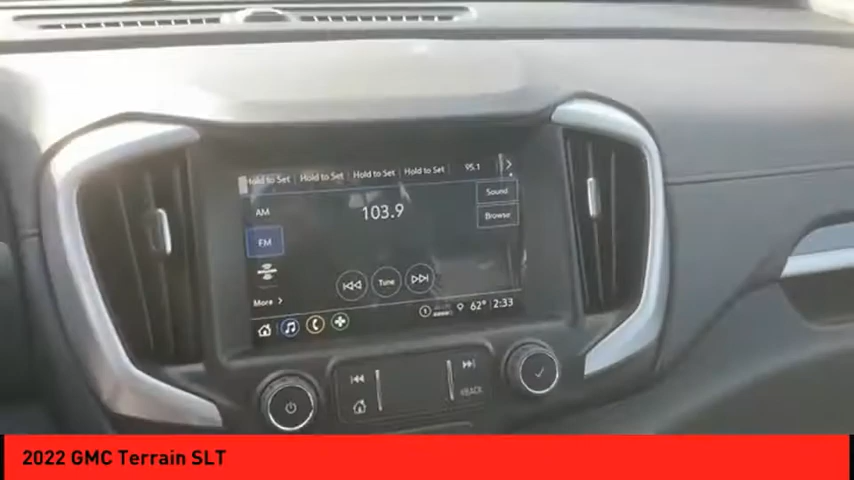 Hold to Set Hold to Set Hold to Set Hold to Set 95.1
AM 103.9 Sound
FM Browse
Tune
More
62° 2:33
BACK
2022 GMC Terrain SLT